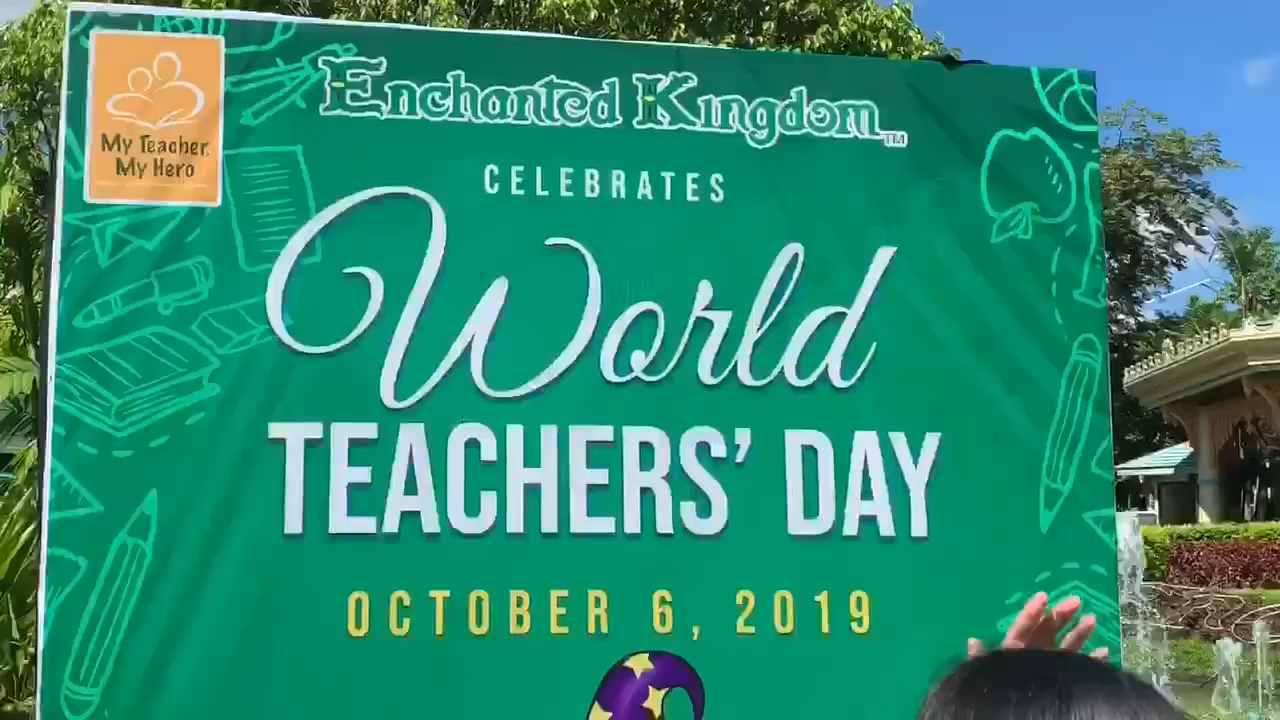 My Teacher,
My Hero
Enchanted Kingdom™
CELEBRATES
World
TEACHERS' DAY
OCTOBER 6, 2019